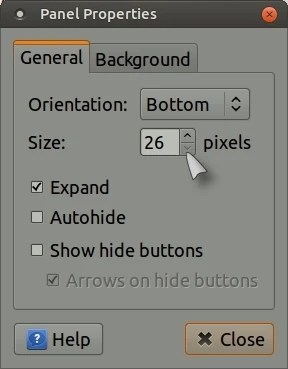 Panel Properties
General Background
Orientation: Bottom
Size: 26 pixels
Expand
Autohide
Show hide buttons
Arrows on hide buttons
Help Close